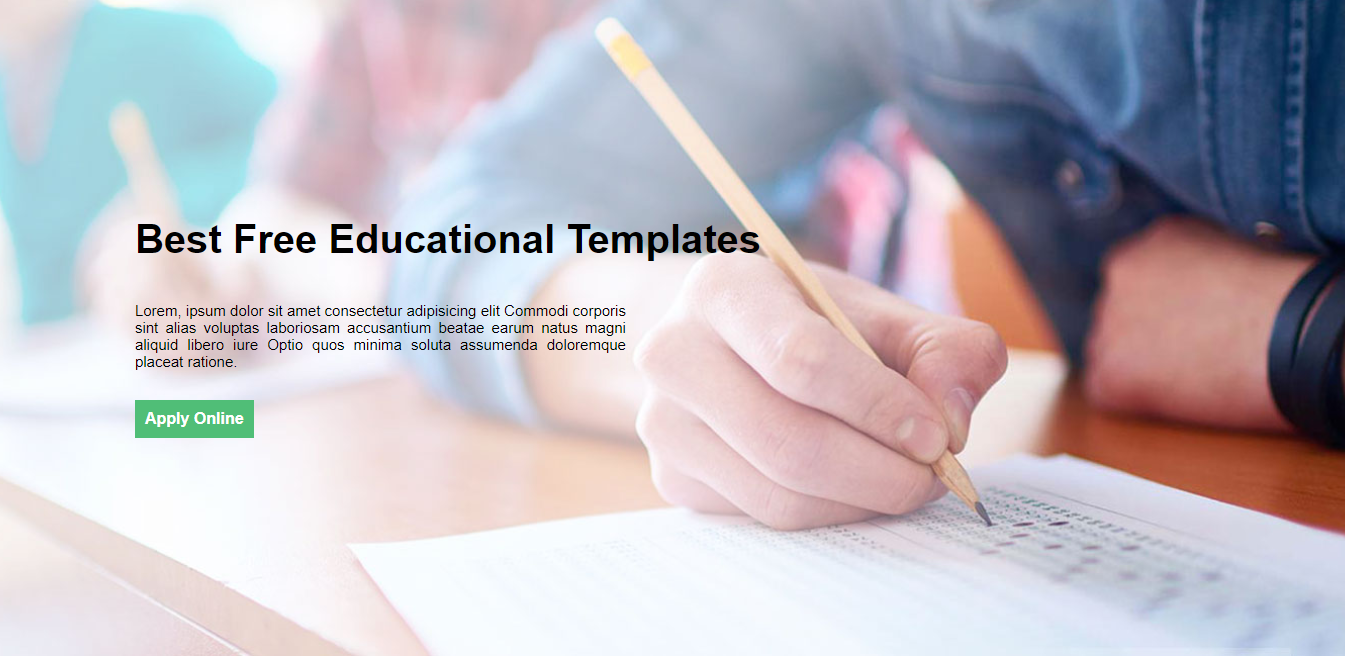 Best Free Educational Templates
Lorem, ipsum dolor sit amet consectetur adipisicing elit Commodi corporis
sint alias voluptas laboriosam accusantium beatae earum natus magni
aliquid libero iure Optio quos minima soluta assumenda doloremque
placeat ratione.
Apply Online